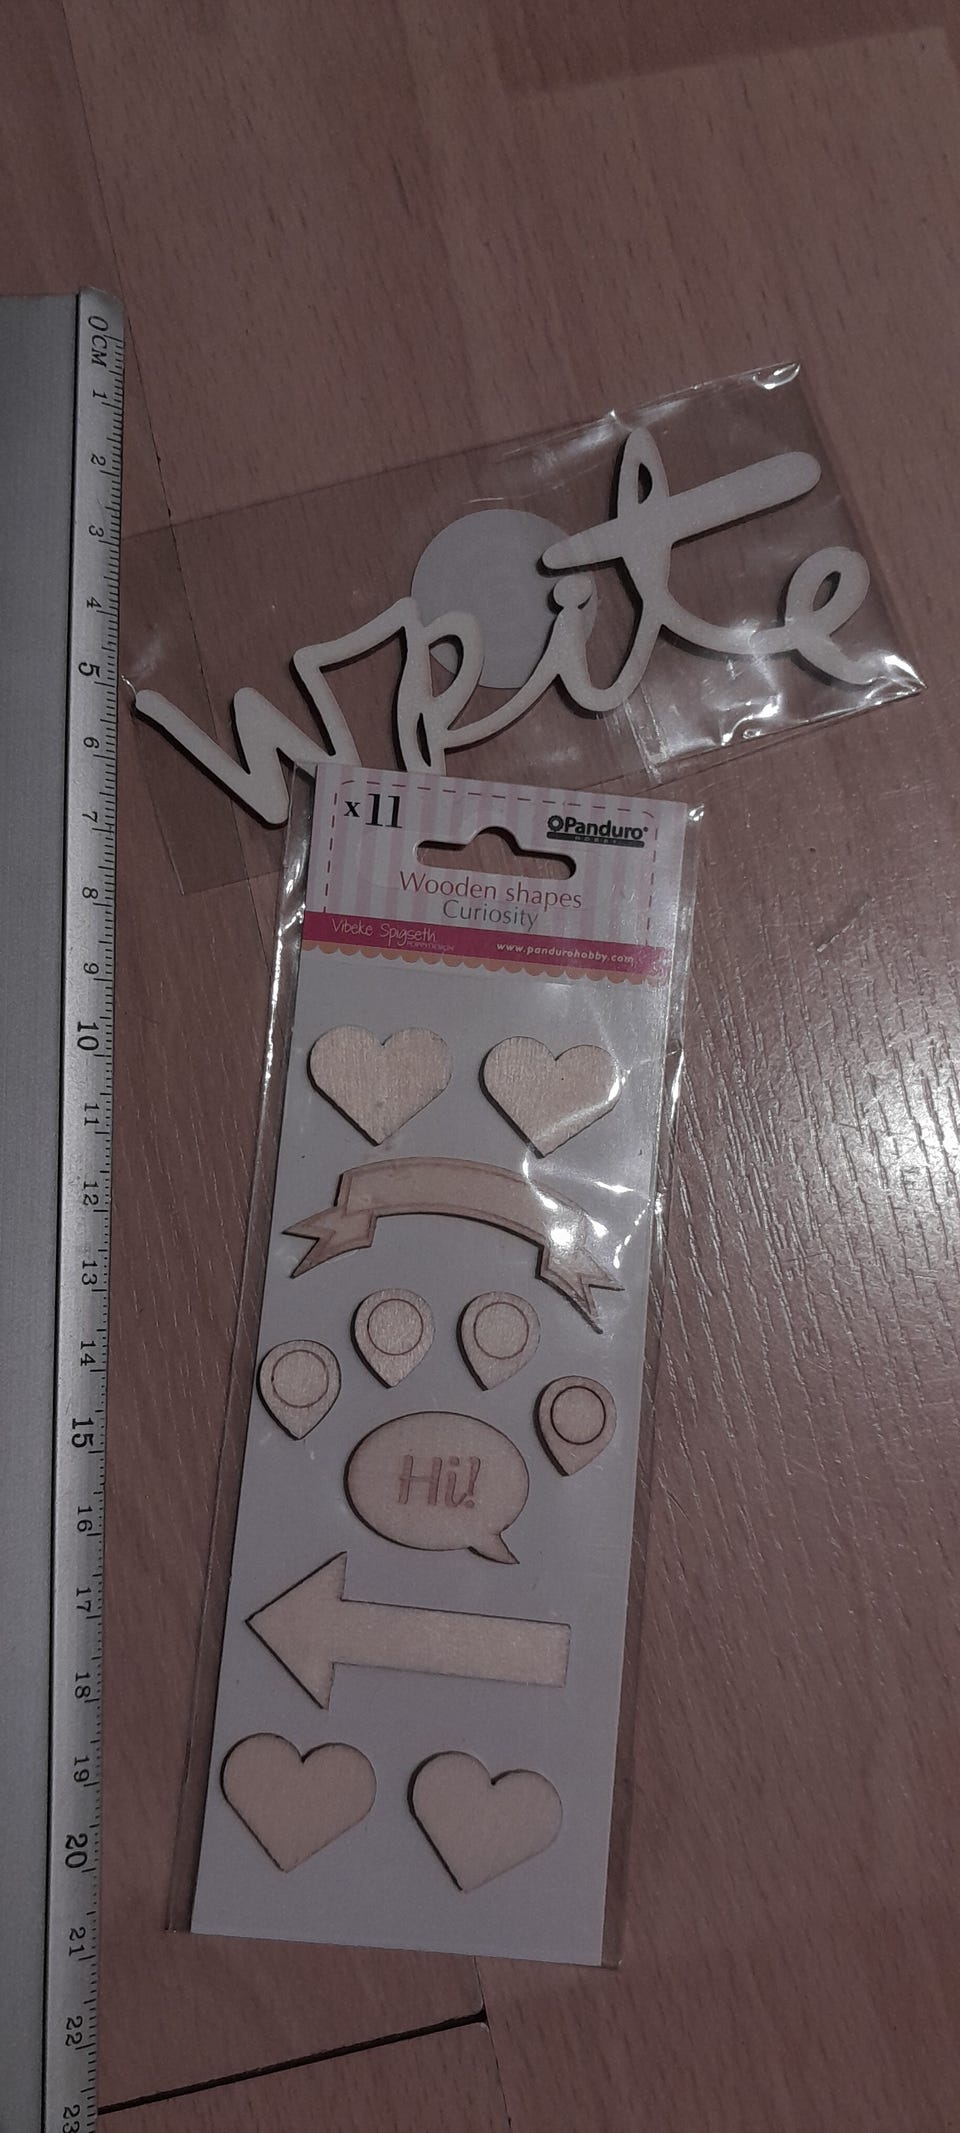 0CM
1
2
3
4
5
6
7
8
9
10
11
12
13
14
15
16
17
18
19
20
21
22
23
write
x11
Panduro
HOBBY
Wooden shapes
Curiosity
Vibeke Spigseth
www.pandurohobby.com
Hi!